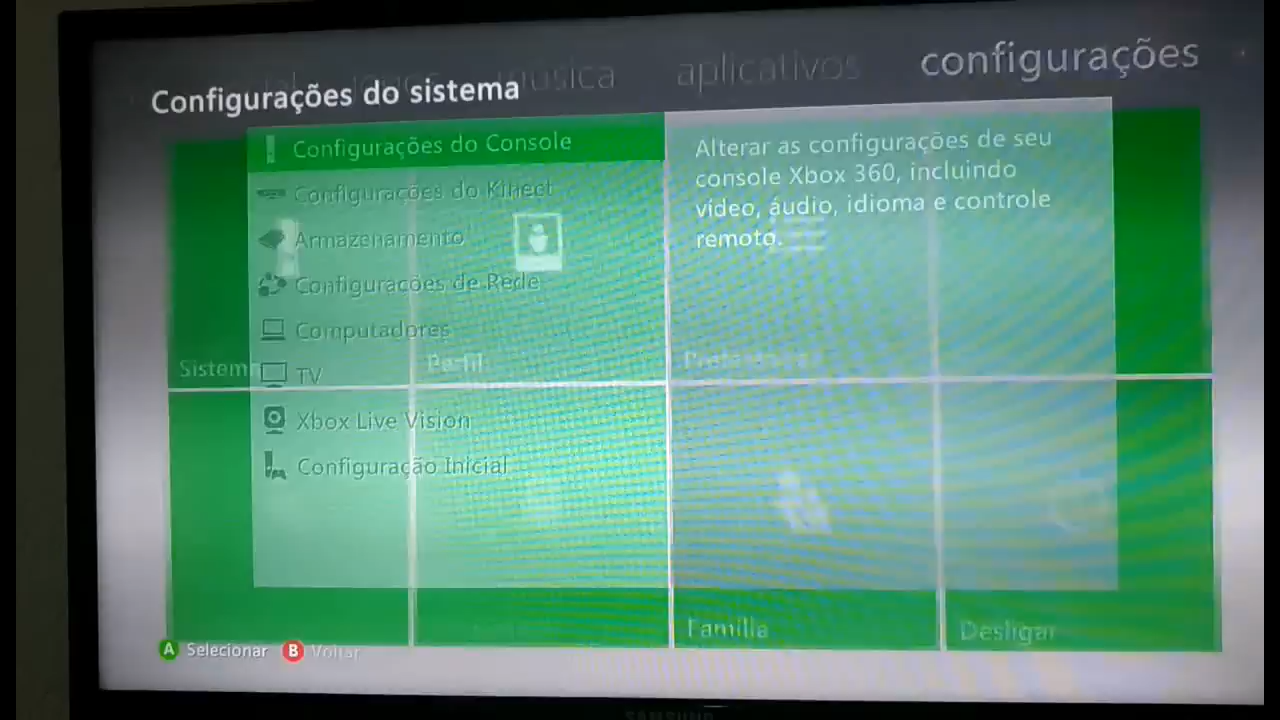 música aplicativos configurações
Configurações do sistema
Configurações do Console
Configurações do Kinect
Armazenamento
Configurações de Rede
Computadores
TV
Xbox Live Vision
Configuração Inicial
Alterar as configurações de seu
console Xbox 360, incluindo
vídeo, áudio, idioma e controle
remoto.
Perfil
Família
Desligar
A Selecionar B Voltar
SAMSUNG